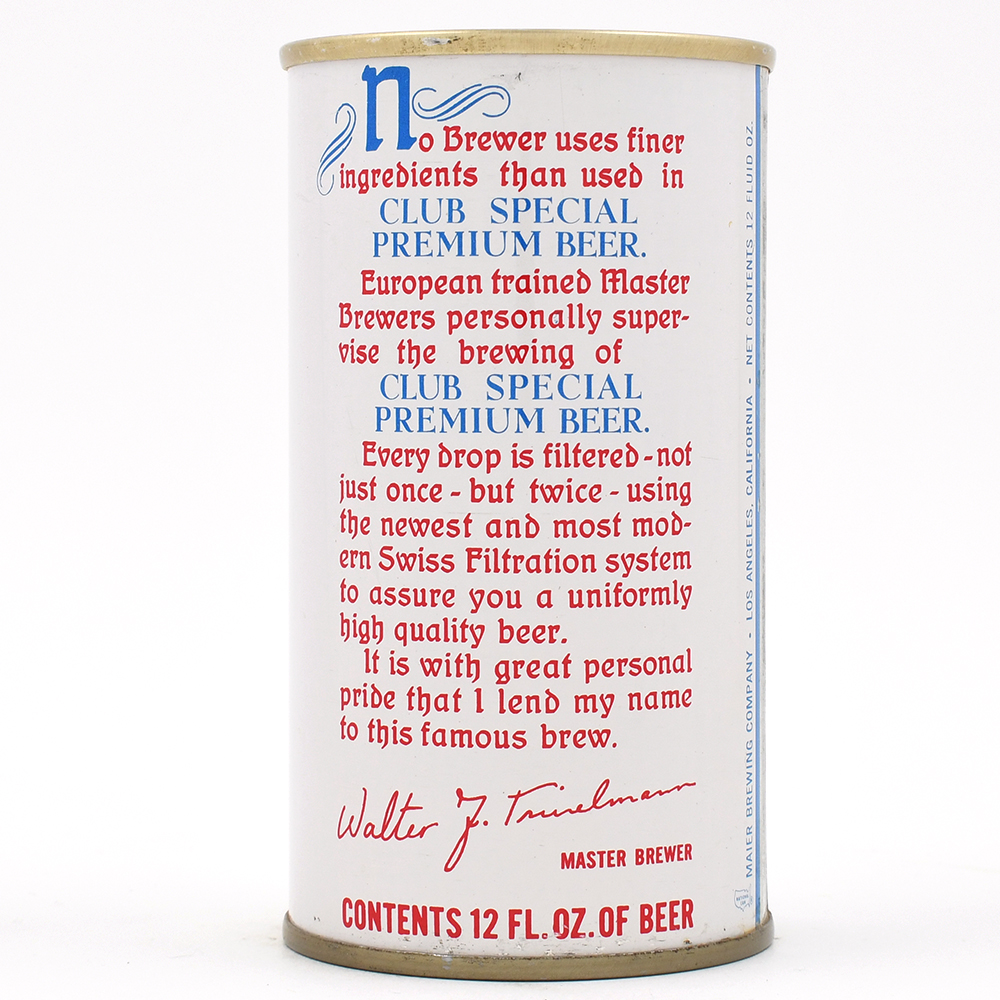 No Brewer uses finer
ingredients than used in
CLUB SPECIAL
PREMIUM BEER.
European trained Master
Brewers personally super-
vise the brewing of
CLUB SPECIAL
PREMIUM BEER.
Every drop is filtered - not
just once - but twice - using
the newest and most mod-
ern Swiss Filtration system
to assure you a uniformly
high quality beer.
It is with great personal
pride that I lend my name
to this famous brew.
Walter J.
MASTER BREWER
CONTENTS 12 FL. OZ. OF BEER
MAIER BREWING COMPANY - LOS ANGELES, CALIFORNIA - NET CONTENTS 12 FLUID OZ.